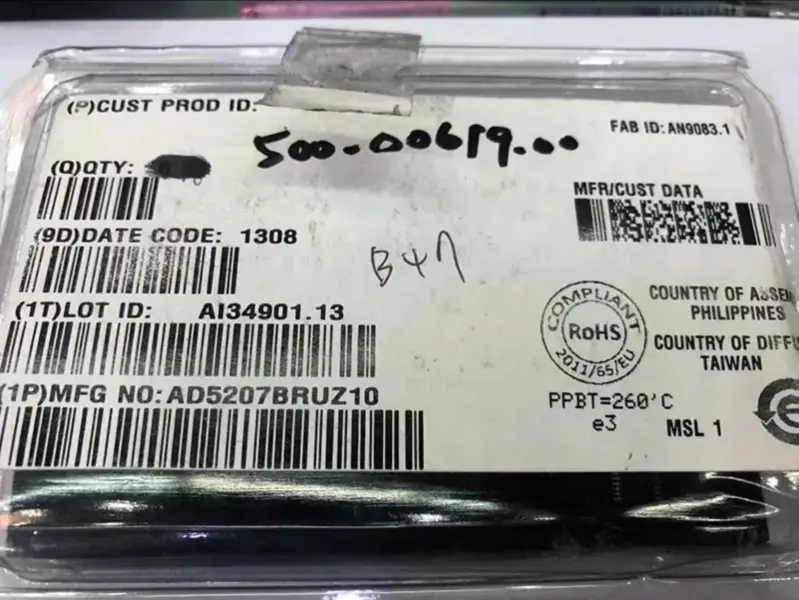 (P)CUST PROD ID:
FAB ID: AN9083.1
500-00619.00
(Q)QTY:
MFR/CUST DATA
(9D)DATE CODE: 1308
B47
(1T)LOT ID: AI34901.13
COMPLIANT
RoHS
2011/65/EU
COUNTRY OF ASSEM
PHILIPPINES
COUNTRY OF DIFFU
TAIWAN
(1P)MFG NO: AD5207BRUZ10
PPBT=260'C
e3
MSL 1